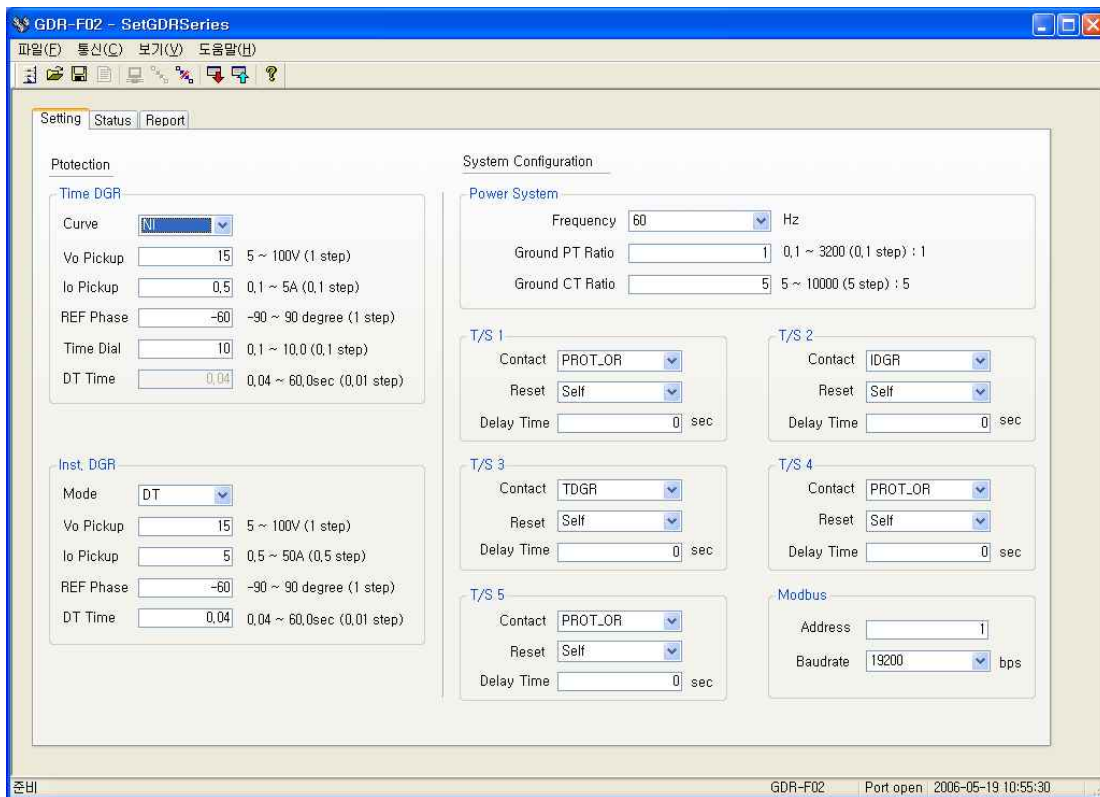 GDR-F02 - SetGDRSeries
파일(F) 통신(C) 보기(V) 도움말(H)
Setting Status Report
Ptotection
Time DGR
Curve NI
Vo Pickup 15 5 ~ 100V (1 step)
Io Pickup 0,5 0,1 ~ 5A (0,1 step)
REF Phase -60 -90 ~ 90 degree (1 step)
Time Dial 10 0,1 ~ 10,0 (0,1 step)
DT Time 0,04 0,04 ~ 60,0sec (0,01 step)
Inst, DGR
Mode DT
Vo Pickup 15 5 ~ 100V (1 step)
Io Pickup 5 0,5 ~ 50A (0,5 step)
REF Phase -60 -90 ~ 90 degree (1 step)
DT Time 0,04 0,04 ~ 60,0sec (0,01 step)
System Configuration
Power System
Frequency 60 Hz
Ground PT Ratio 1 0,1 ~ 3200 (0,1 step) : 1
Ground CT Ratio 5 5 ~ 10000 (5 step) : 5
T/S 1
Contact PROT_OR
Reset Self
Delay Time 0 sec
T/S 2
Contact IDGR
Reset Self
Delay Time 0 sec
T/S 3
Contact TDGR
Reset Self
Delay Time 0 sec
T/S 4
Contact PROT_OR
Reset Self
Delay Time 0 sec
T/S 5
Contact PROT_OR
Reset Self
Delay Time 0 sec
Modbus
Address 1
Baudrate 19200 bps
준비 GDR-F02 Port open 2006-05-19 10:55:30